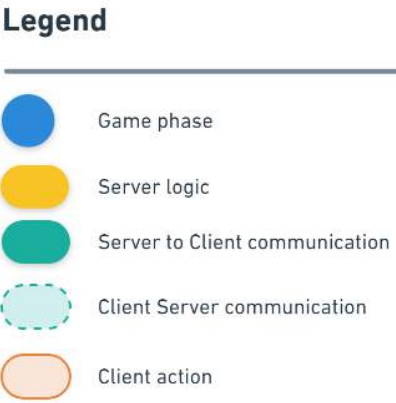 Legend
Game phase
Server logic
Server to Client communication
Client Server communication
Client action